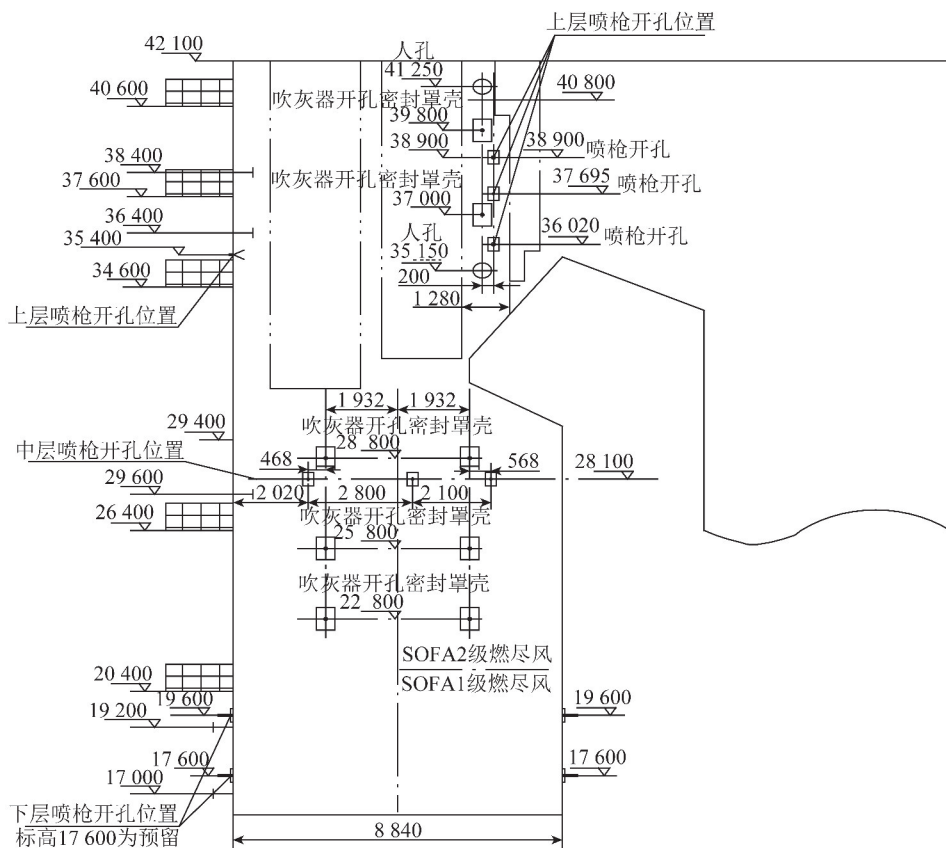 上层喷枪开孔位置
42 100
人孔
41 250
40 600
吹灰器开孔密封罩壳
40 800
39 800
38 900
38 900
喷枪开孔
38 400
37 600
吹灰器开孔密封罩壳
37 695
喷枪开孔
37 000
36 400
人孔
36 020
喷枪开孔
35 400
35 150
34 600
200
1 280
上层喷枪开孔位置
1 932
1 932
29 400
吹灰器开孔密封罩壳
28 800
中层喷枪开孔位置
468
568
28 100
29 600
2 020
2 800
2 100
26 400
吹灰器开孔密封罩壳
25 800
吹灰器开孔密封罩壳
22 800
SOFA2级燃尽风
20 400
SOFA1级燃尽风
19 600
19 600
19 200
17 600
17 600
17 000
下层喷枪开孔位置
标高17 600为预留
8 840